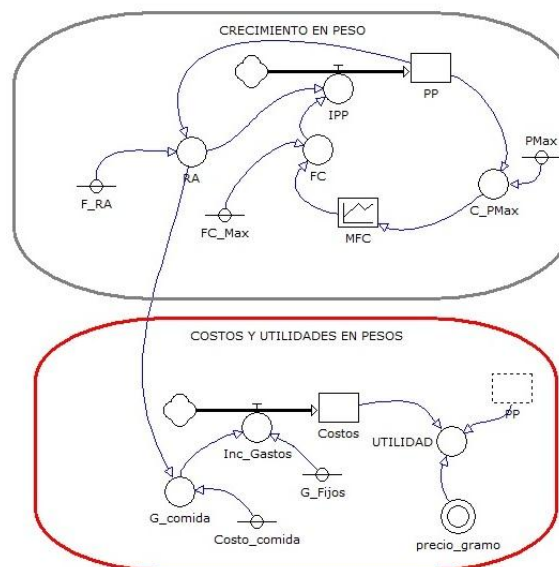 CRECIMIENTO EN PESO
PP
IPP
PMax
RA
FC
F_RA
C_PMax
FC_Max
MFC
COSTOS Y UTILIDADES EN PESOS
PP
Costos
UTILIDAD
Inc_Gastos
G_Fijos
G_comida
Costo_comida
precio_gramo